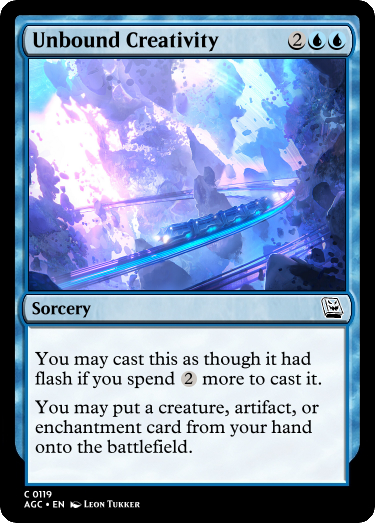 Unbound Creativity 2
Sorcery
You may cast this as though it had
flash if you spend 2 more to cast it.
You may put a creature, artifact, or
enchantment card from your hand
onto the battlefield.
C 0119
AGC • EN Leon Tukker